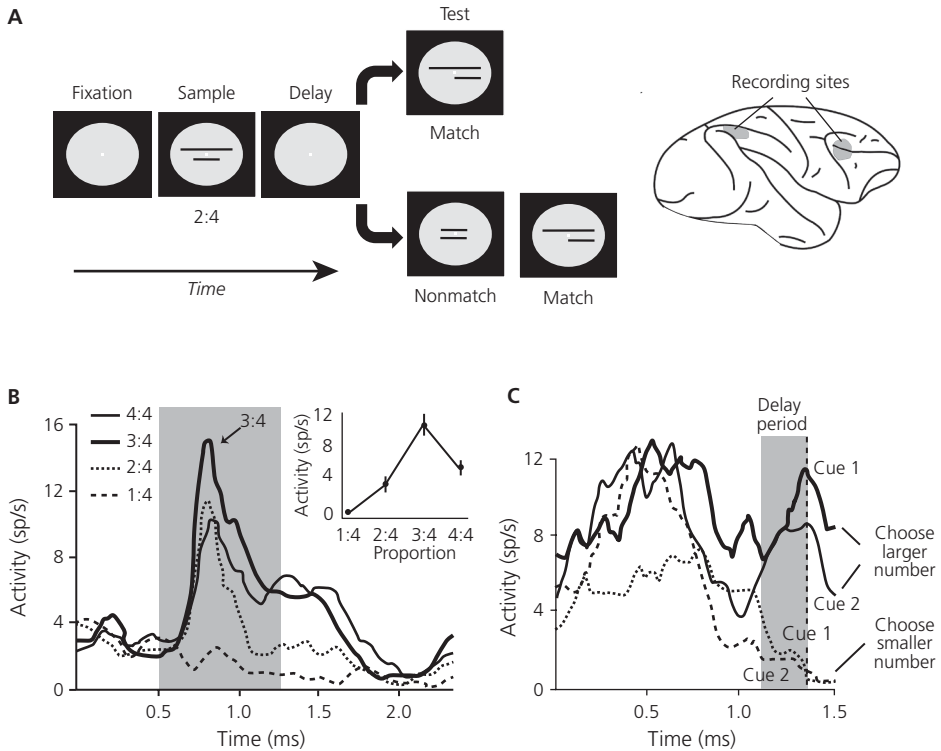 A
Test
Recording sites
Fixation
Sample
Delay
Match
2:4
Time
Nonmatch
Match
B
4:4
3:4
2:4
1:4
3:4
16
12
8
4
0
Activity (sp/s)
0.5
1.0
1.5
2.0
Time (ms)
12
8
4
0
Activity (sp/s)
1:4
2:4
3:4
4:4
Proportion
C
Delay
period
12
8
4
0
Activity (sp/s)
Cue 1
Cue 2
Cue 1
Cue 2
Choose
larger
number
Choose
smaller
number
0.5
1.0
1.5
Time (ms)